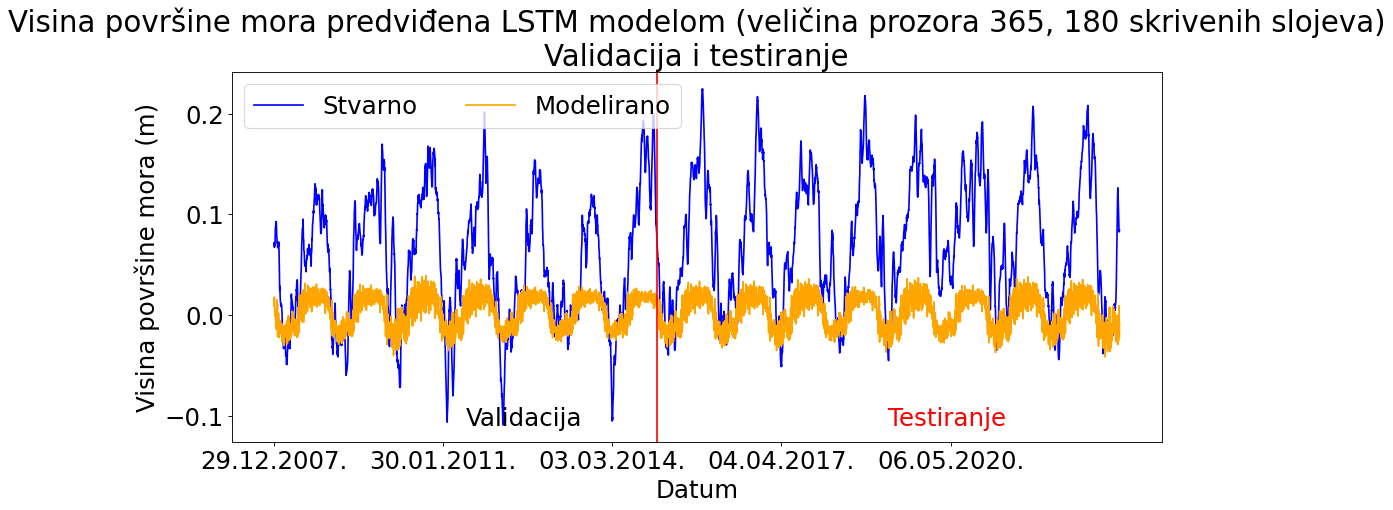 Visina površine mora predviđena LSTM modelom (veličina prozora 365, 180 skrivenih slojeva)
Validacija i testiranje
Stvarno Modelirano
Visina površine mora (m)
0.2
0.1
0.0
−0.1
Validacija Testiranje
29.12.2007. 30.01.2011. 03.03.2014. 04.04.2017. 06.05.2020.
Datum